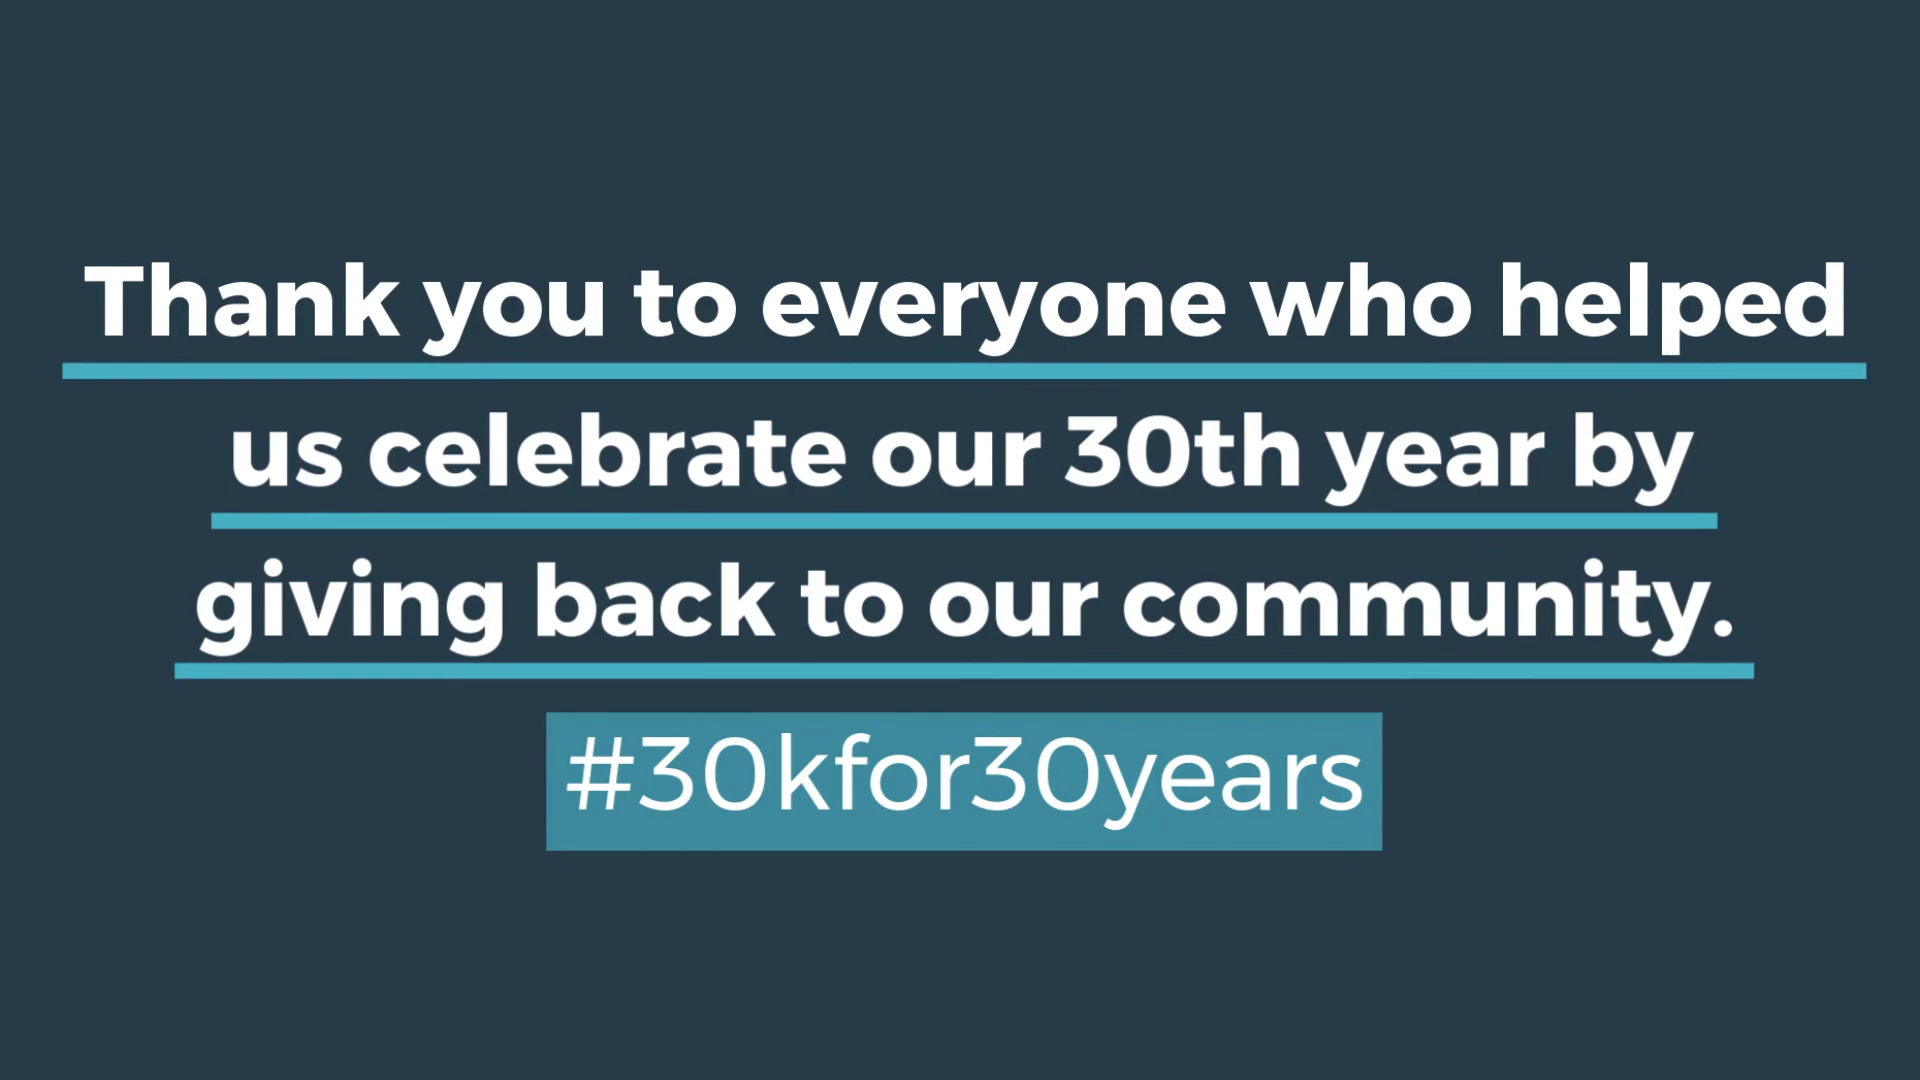 Thank you to everyone who helped
us celebrate our 30th year by
giving back to our community.
#30kfor30years